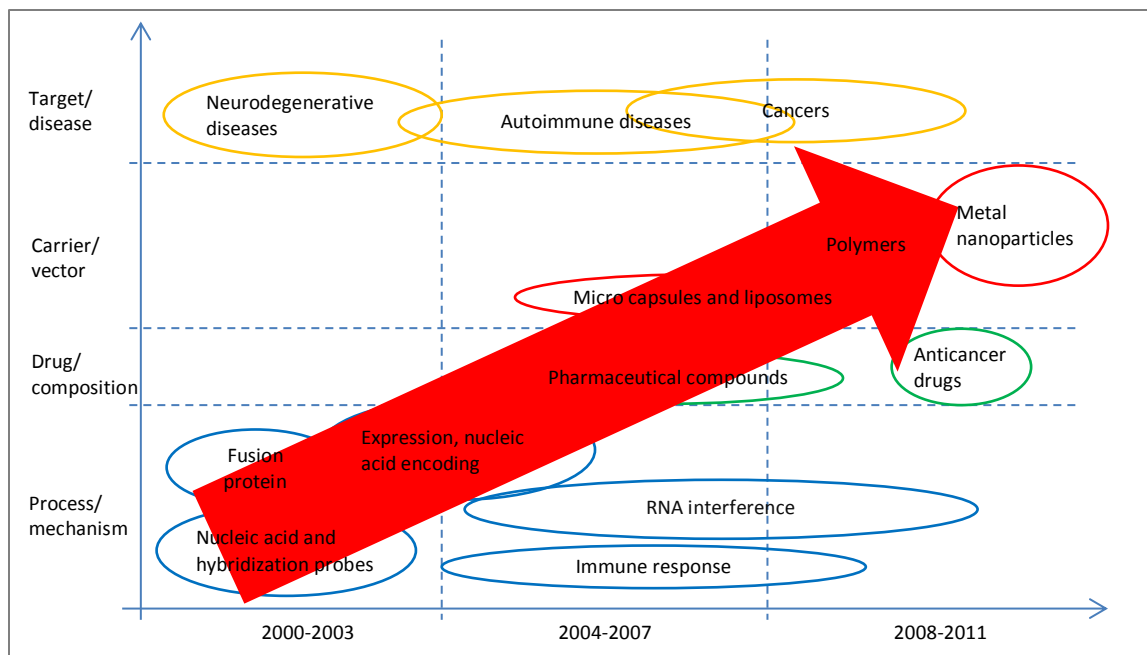 Target/
disease
Neurodegenerative
diseases
Autoimmune diseases
Cancers
Carrier/
vector
Polymers
Metal
nanoparticles
Micro capsules and liposomes
Drug/
composition
Pharmaceutical compounds
Anticancer
drugs
Process/
mechanism
Fusion
protein
Expression, nucleic
acid encoding
RNA interference
Nucleic acid and
hybridization probes
Immune response
2000-2003
2004-2007
2008-2011